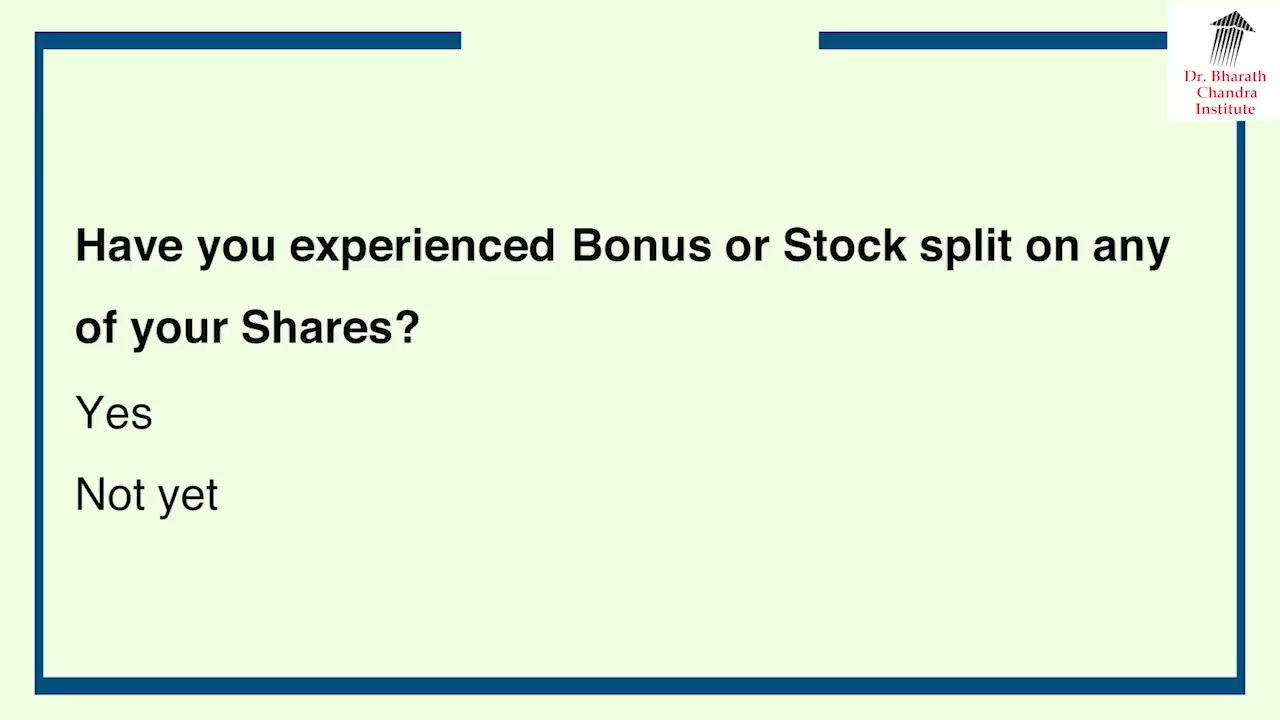 Dr. Bharath
Chandra
Institute
Have you experienced Bonus or Stock split on any
of your Shares?
Yes
Not yet